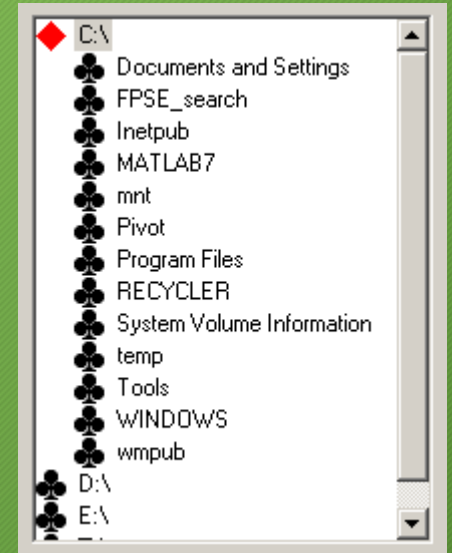 C:\
Documents and Settings
FPSE_search
Inetpub
MATLAB7
mnt
Pivot
Program Files
RECYCLER
System Volume Information
temp
Tools
WINDOWS
wmpub
D:\
E:\